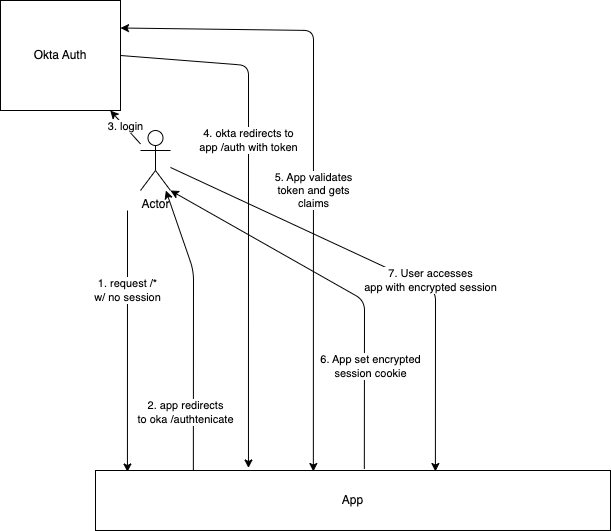 Okta Auth
3. login
4. okta redirects to
app /auth with token
5. App validates
token and gets
claims
Actor
1. request /*
w/ no session
7. User accesses
app with encrypted session
6. App set encrypted
session cookie
2. app redirects
to oka /authtenicate
App